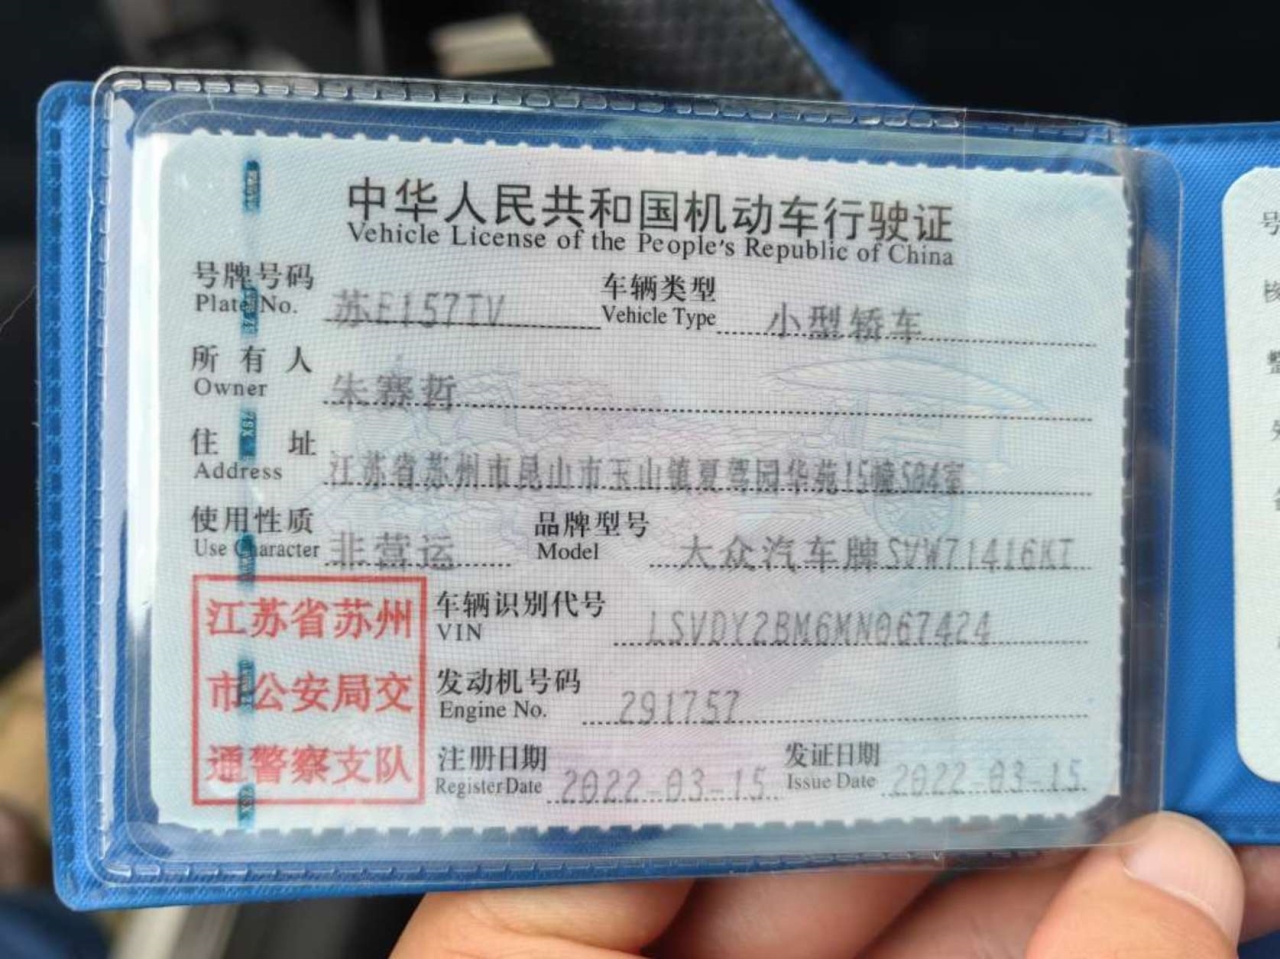 中华人民共和国机动车行驶证
Vehicle License of the People's Republic of China
号牌号码 苏E157TV 车辆类型 小型轿车
Plate No. Vehicle Type
所有人 朱赛哲
Owner
住址 江苏省苏州市昆山市玉山镇夏驾园华苑15幢504室
Address
使用性质 非营运 品牌型号 大众汽车牌SVW71416KT
Use Character Model
江苏省苏州
市公安局交
通警察支队
车辆识别代号 LSVDY2BM6MN067424
VIN
发动机号码 291757
Engine No.
注册日期 2022-03-15 发证日期 2022-03-15
Register Date Issue Date
号